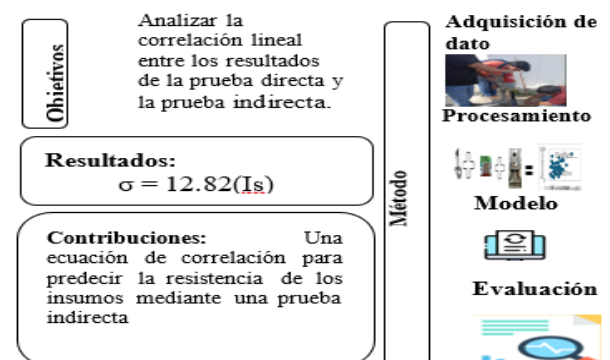 Objetivos
Analizar la
correlación lineal
entre los resultados
de la prueba directa y
la prueba indirecta.
Resultados:
σ = 12.82(Is)
Contribuciones: Una
ecuación de correlación para
predecir la resistencia de los
insumos mediante una prueba
indirecta
Método
Adquisición de
dato
Procesamiento
Modelo
Evaluación